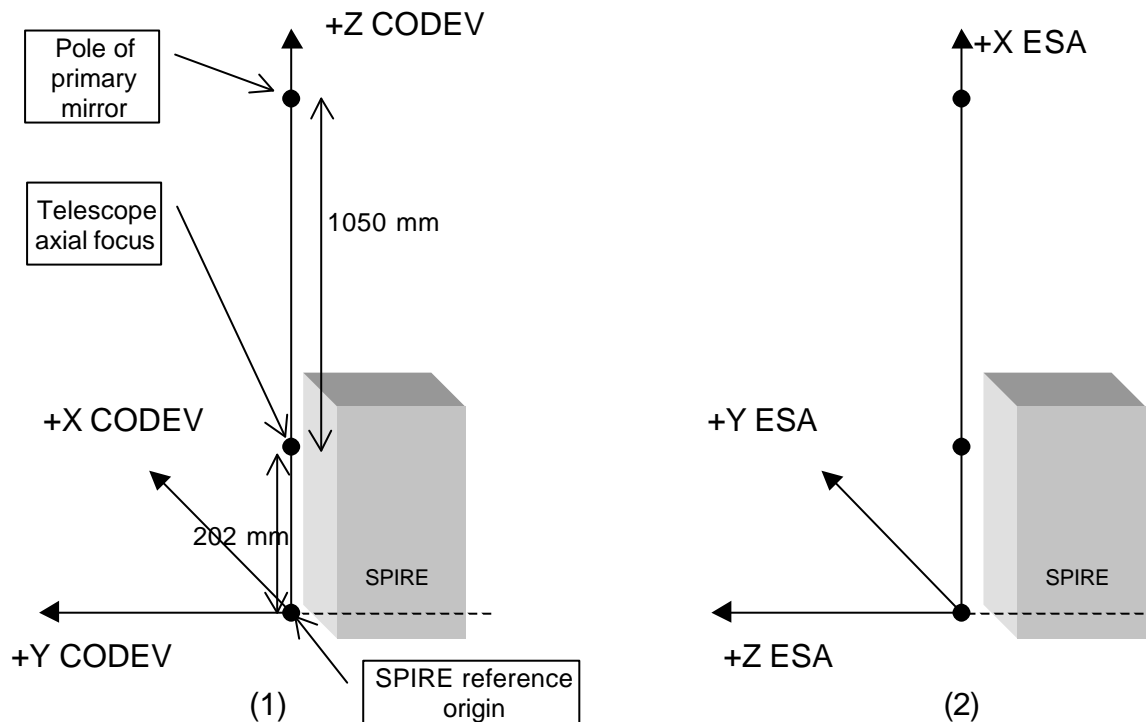 +Z CODEV
Pole of
primary
mirror
Telescope
axial focus
1050 mm
+X CODEV
202 mm
SPIRE
+Y CODEV
SPIRE reference
origin
(1)
+X ESA
+Y ESA
SPIRE
+Z ESA
(2)